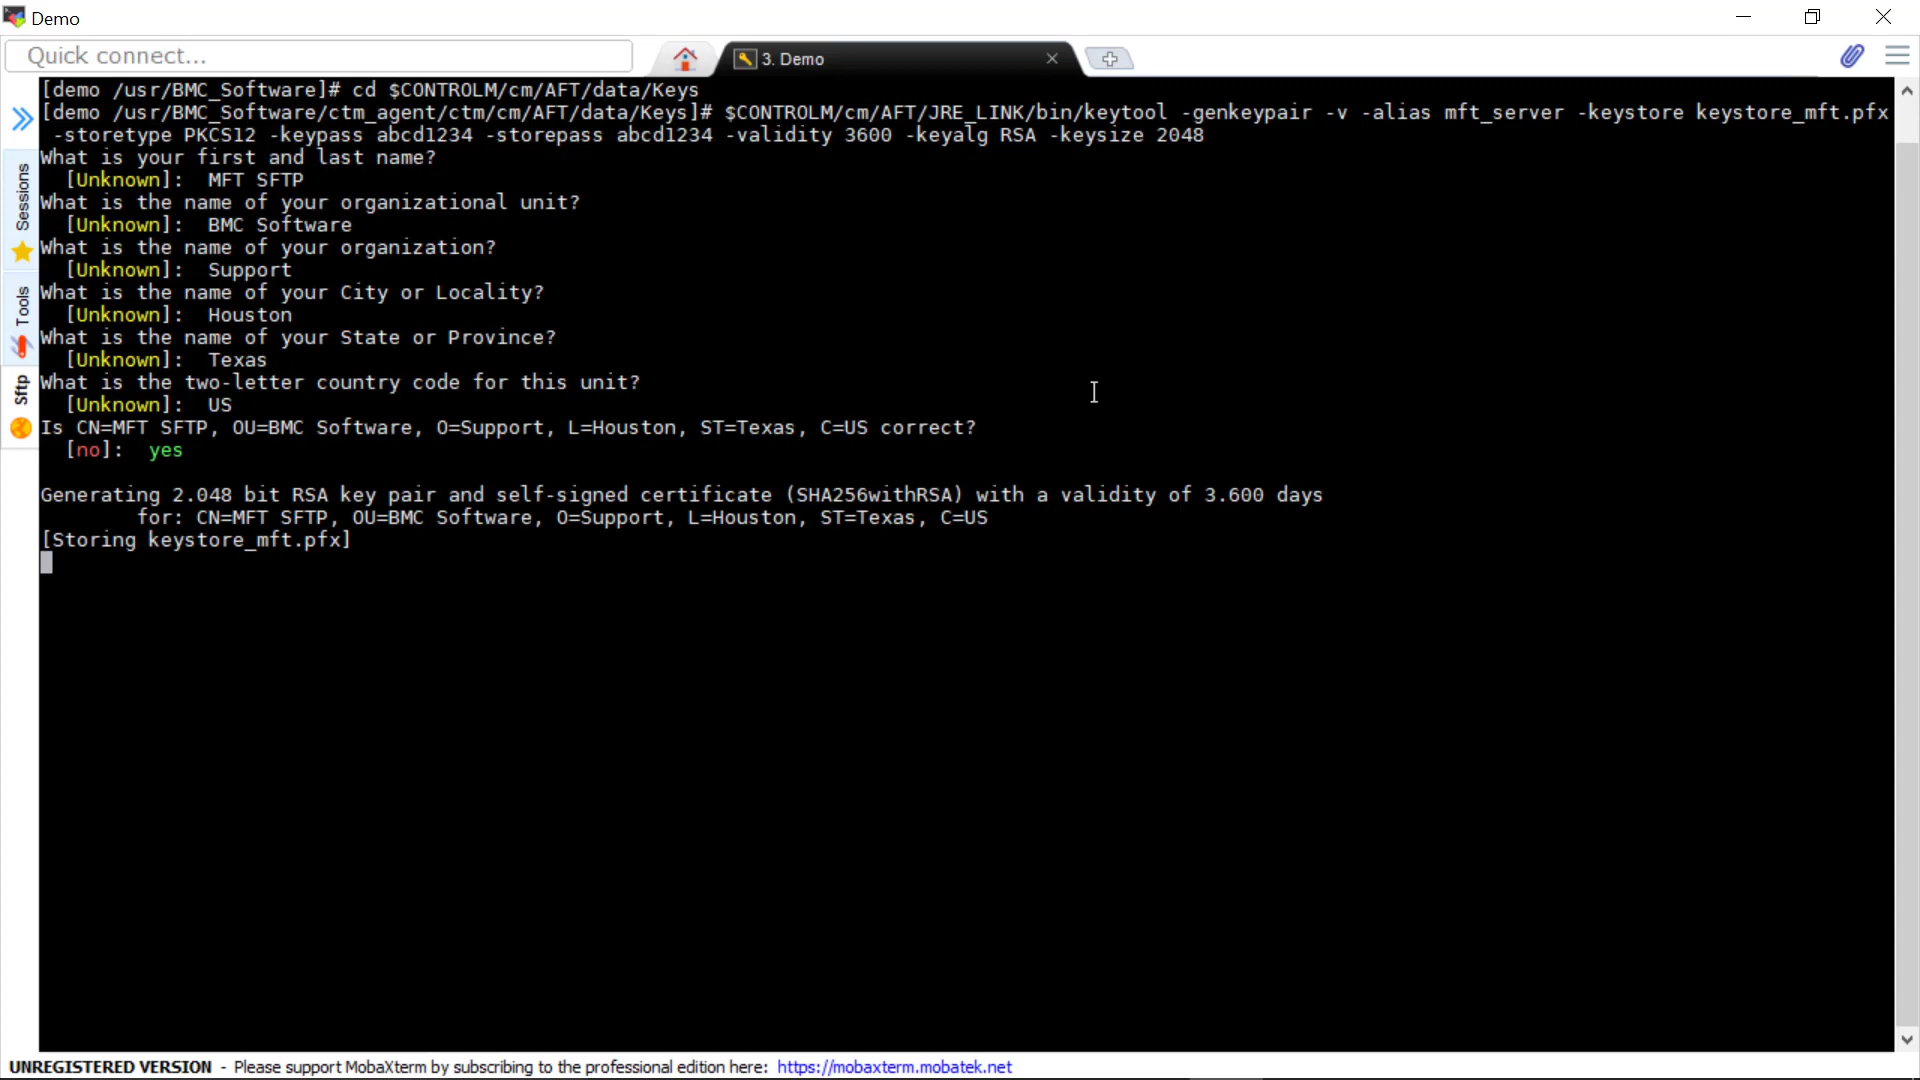 Demo
Quick connect...
3. Demo
Sessions
Tools
Sftp
[demo /usr/BMC_Software]# cd $CONTROLM/cm/AFT/data/Keys
[demo /usr/BMC_Software/ctm_agent/ctm/cm/AFT/data/Keys]# $CONTROLM/cm/AFT/JRE_LINK/bin/keytool -genkeypair -v -alias mft_server -keystore keystore_mft.pfx
-storetype PKCS12 -keypass abcd1234 -storepass abcd1234 -validity 3600 -keyalg RSA -keysize 2048
What is your first and last name?
[Unknown]:  MFT SFTP
What is the name of your organizational unit?
[Unknown]:  BMC Software
What is the name of your organization?
[Unknown]:  Support
What is the name of your City or Locality?
[Unknown]:  Houston
What is the name of your State or Province?
[Unknown]:  Texas
What is the two-letter country code for this unit?
[Unknown]:  US
Is CN=MFT SFTP, OU=BMC Software, O=Support, L=Houston, ST=Texas, C=US correct?
[no]:  yes
Generating 2.048 bit RSA key pair and self-signed certificate (SHA256withRSA) with a validity of 3.600 days
for: CN=MFT SFTP, OU=BMC Software, O=Support, L=Houston, ST=Texas, C=US
[Storing keystore_mft.pfx]
UNREGISTERED VERSION - Please support MobaXterm by subscribing to the professional edition here: https://mobaxterm.mobatek.net